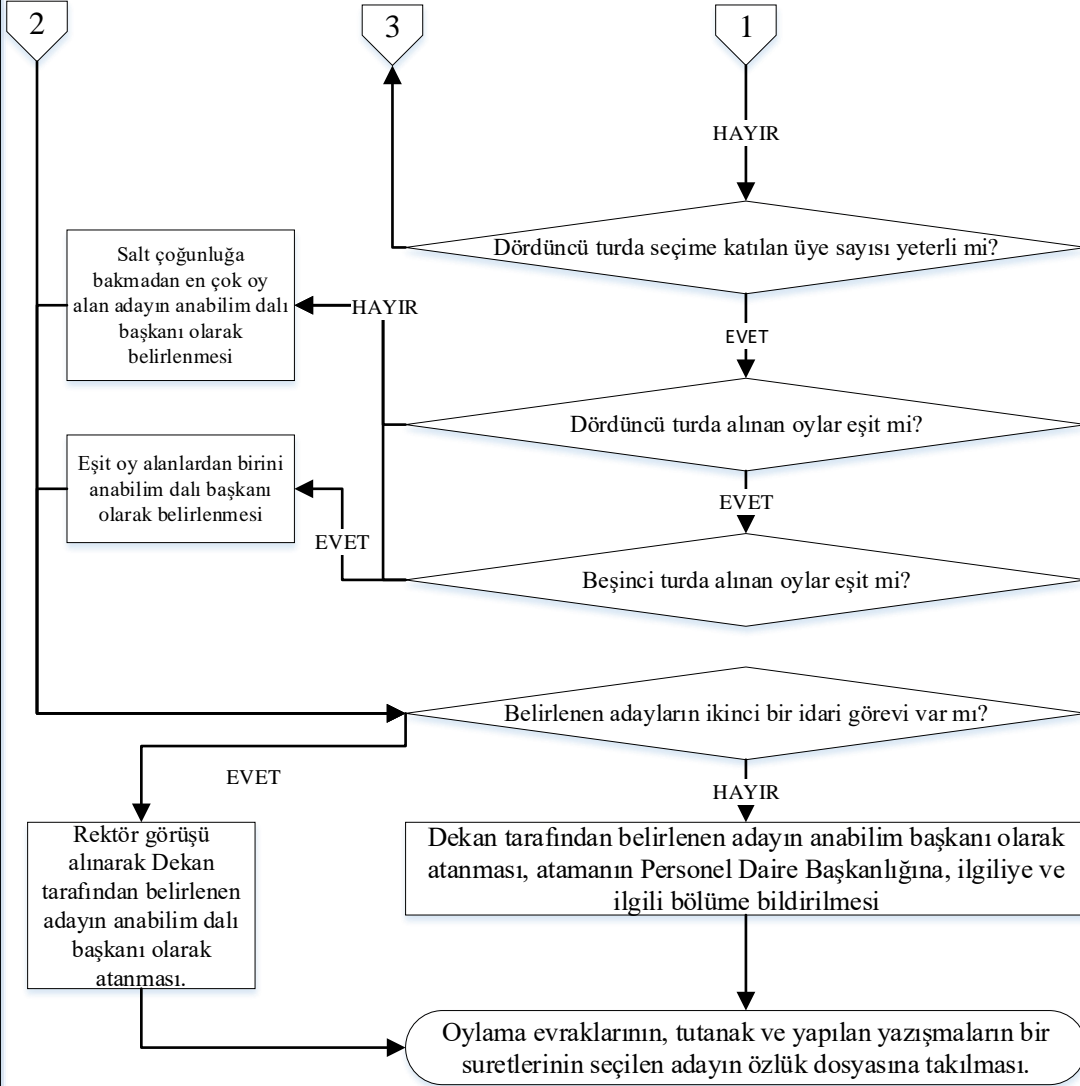 2
3
1
HAYIR
Dördüncü turda seçime katılan üye sayısı yeterli mi?
Salt çoğunluğa
bakmadan en çok oy
alan adayın anabilim dalı
başkanı olarak
belirlenmesi
HAYIR
EVET
Dördüncü turda alınan oylar eşit mi?
Eşit oy alanlardan birini
anabilim dalı başkanı
olarak belirlenmesi
EVET
EVET
Beşinci turda alınan oylar eşit mi?
Belirlenen adayların ikinci bir idari görevi var mı?
EVET
HAYIR
Rektör görüşü
alınarak Dekan
tarafından belirlenen
adayın anabilim dalı
başkanı olarak
atanması.
Dekan tarafından belirlenen adayın anabilim başkanı olarak
atanması, atamanın Personel Daire Başkanlığına, ilgiliye ve
ilgili bölüme bildirilmesi
Oylama evraklarının, tutanak ve yapılan yazışmaların bir
suretlerinin seçilen adayın özlük dosyasına takılması.